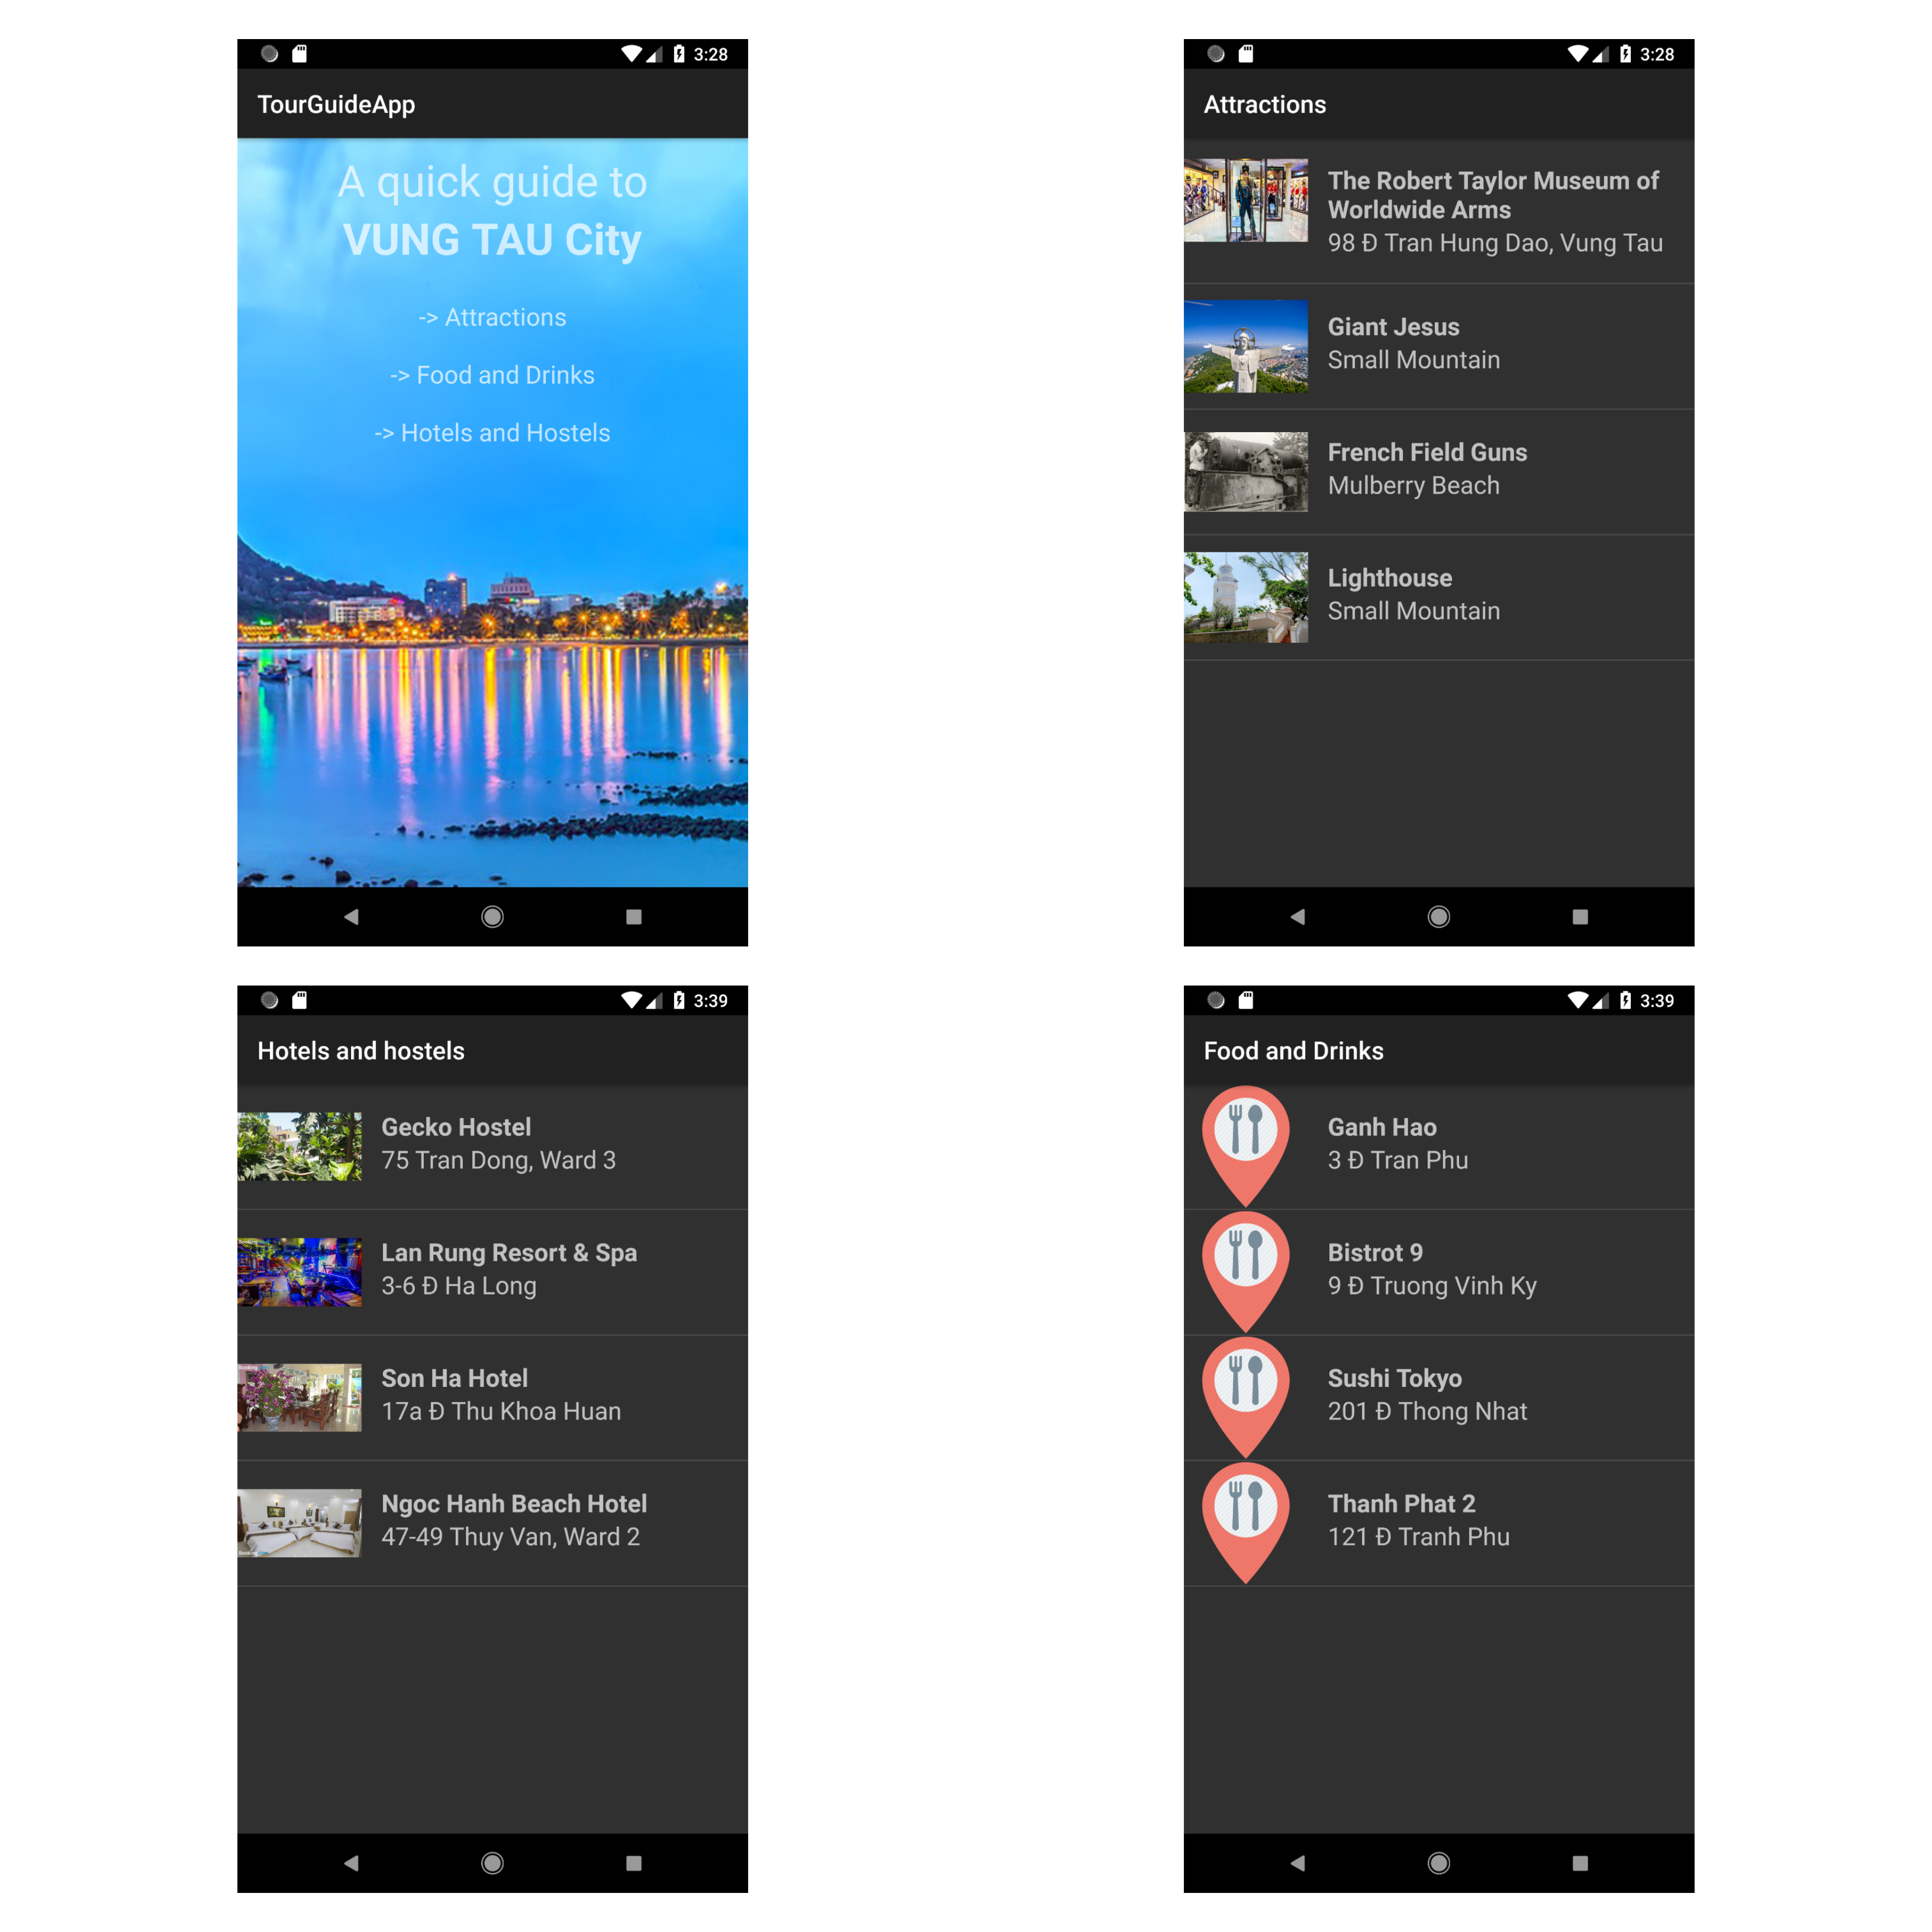 3:28
TourGuideApp
A quick guide to
VUNG TAU City
-> Attractions
-> Food and Drinks
-> Hotels and Hostels
3:28
Attractions
The Robert Taylor Museum of
Worldwide Arms
98 Đ Tran Hung Dao, Vung Tau
Giant Jesus
Small Mountain
French Field Guns
Mulberry Beach
Lighthouse
Small Mountain
3:39
Hotels and hostels
Gecko Hostel
75 Tran Dong, Ward 3
Lan Rung Resort & Spa
3-6 Đ Ha Long
Son Ha Hotel
17a Đ Thu Khoa Huan
Ngoc Hanh Beach Hotel
47-49 Thuy Van, Ward 2
3:39
Food and Drinks
Ganh Hao
3 Đ Tran Phu
Bistrot 9
9 Đ Truong Vinh Ky
Sushi Tokyo
201 Đ Thong Nhat
Thanh Phat 2
121 Đ Tranh Phu